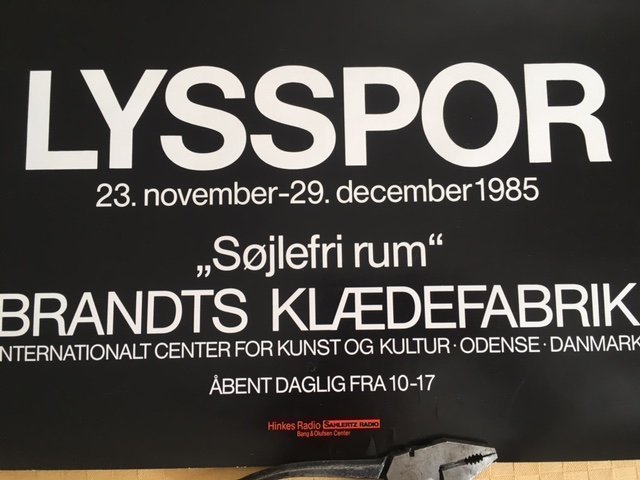 LYSSPOR
23. november-29. december 1985
„Søjlefri rum“
BRANDTS KLÆDEFABRIK
INTERNATIONALT CENTER FOR KUNST OG KULTUR · ODENSE · DANMARK
ÅBENT DAGLIG FRA 10-17
Hinkes Radio SAHLERTZ RADIO
Bang & Olufsen Center